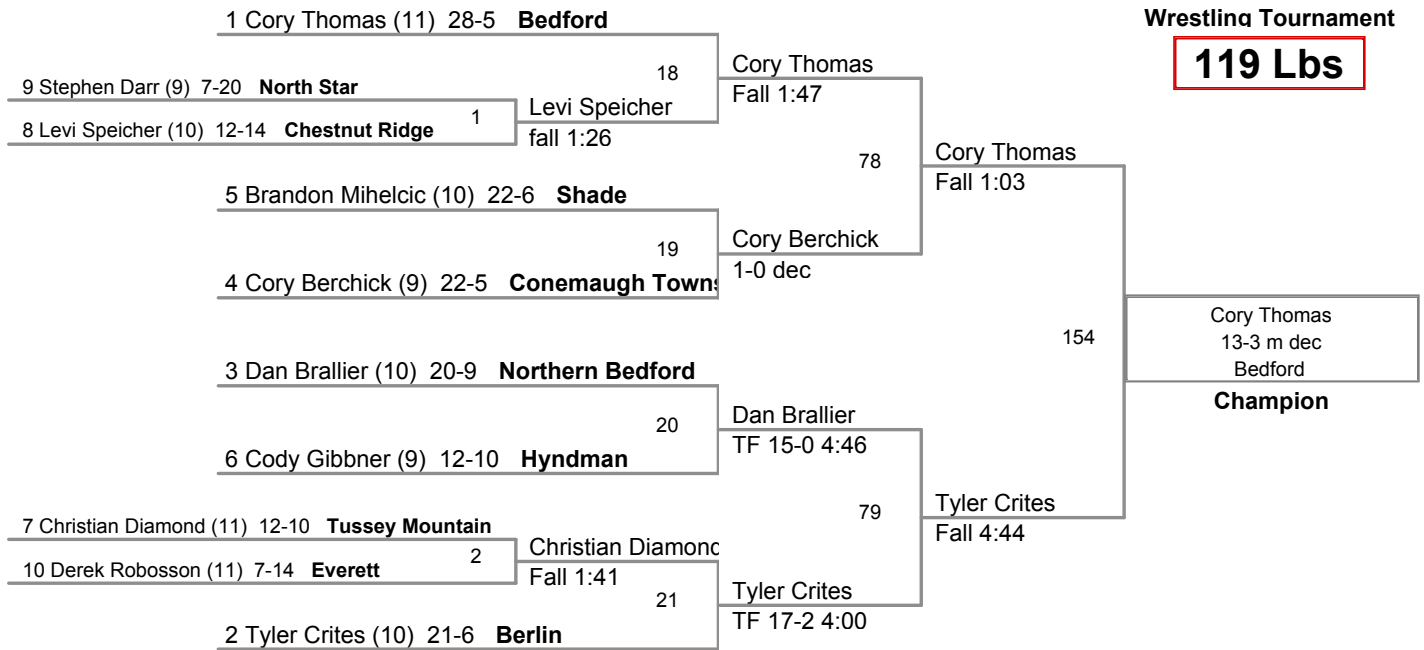 1 Cory Thomas (11) 28-5 Bedford
Wrestling Tournament
119 Lbs
18
Cory Thomas
Fall 1:47
9 Stephen Darr (9) 7-20 North Star
1
Levi Speicher
fall 1:26
8 Levi Speicher (10) 12-14 Chestnut Ridge
78
Cory Thomas
Fall 1:03
5 Brandon Mihelcic (10) 22-6 Shade
19
Cory Berchick
1-0 dec
4 Cory Berchick (9) 22-5 Conemaugh Towns
154
Cory Thomas
13-3 m dec
Bedford
Champion
3 Dan Brallier (10) 20-9 Northern Bedford
20
Dan Brallier
TF 15-0 4:46
6 Cody Gibbner (9) 12-10 Hyndman
79
Tyler Crites
Fall 4:44
7 Christian Diamond (11) 12-10 Tussey Mountain
2
Christian Diamond
Fall 1:41
10 Derek Robosson (11) 7-14 Everett
21
Tyler Crites
TF 17-2 4:00
2 Tyler Crites (10) 21-6 Berlin